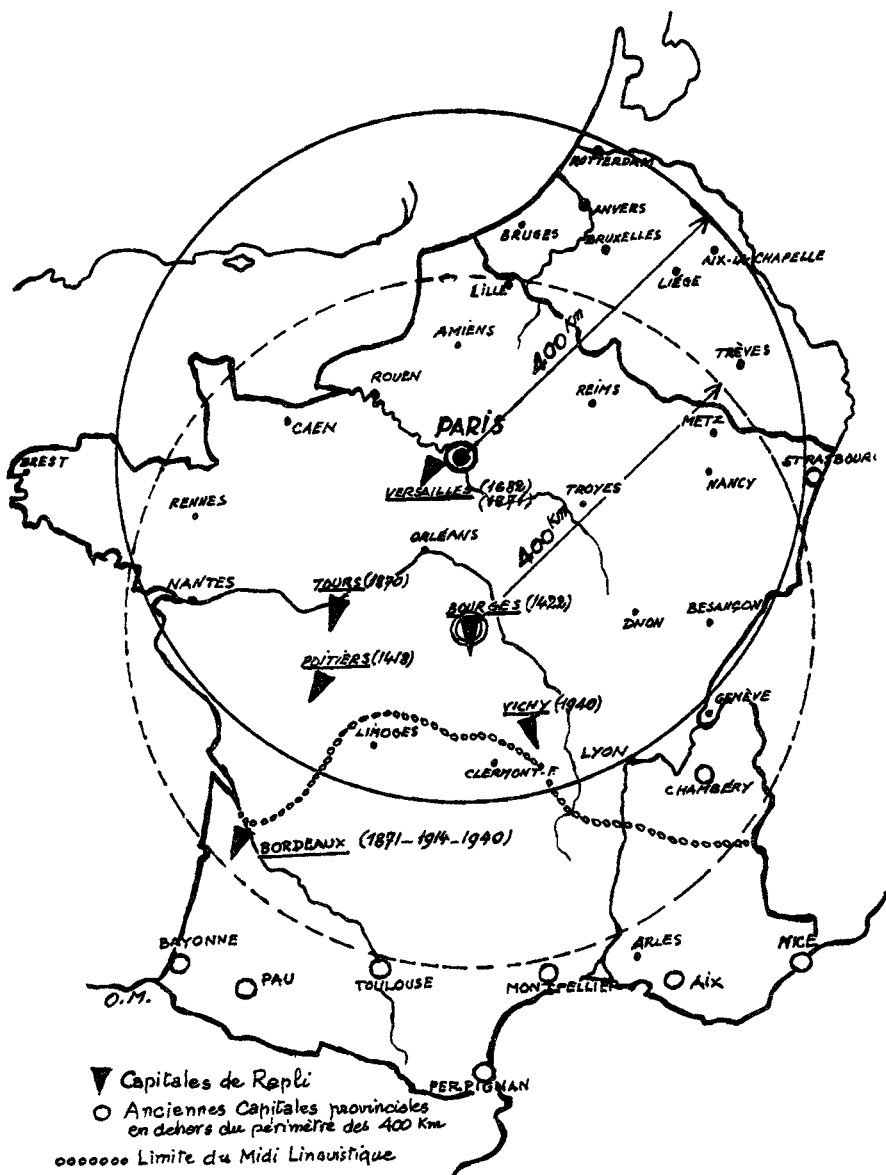 ROTTERDAM
ANVERS
BRUGES
BRUXELLES
AIX-LA-CHAPELLE
LIÈGE
LILLE
AMIËNS
400 Km
TRÈVES
ROUEN
REIMS
CAEN
PARIS
METZ
BREST
STRASBOURG
VERSAILLES (1682)
(1871)
NANCY
RENNES
TROYES
ORLÉANS
400 Km
NANTES
TOURS (1870)
BOURGES (1422)
DIJON
BESANÇON
POITIÈRS (1418)
VICHY (1940)
GENÈVE
LIMOGES
LYON
CLERMONT-F.
CHAMBÉRY
BORDEAUX (1871-1914-1940)
BAYONNE
ARLES
NICE
PAU
TOULOUSE
MONTPELLIER
AIX
O.M.
PERPIGNAN
Capitales de Repli
Anciennes Capitales provinciales
en dehors du périmètre des 400 Km
Limite du Midi Linguistique